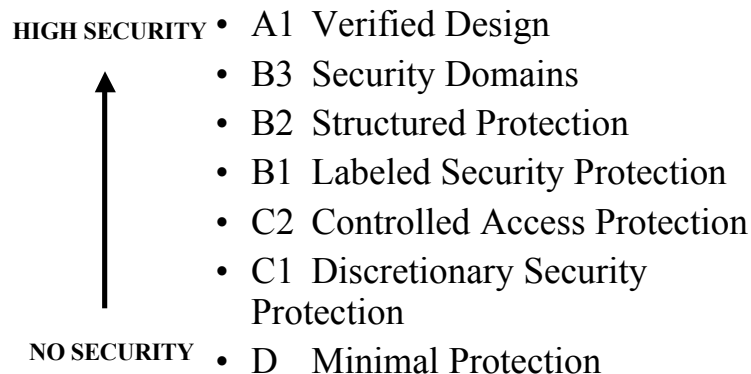 HIGH SECURITY • A1 Verified Design
• B3 Security Domains
• B2 Structured Protection
• B1 Labeled Security Protection
• C2 Controlled Access Protection
• C1 Discretionary Security
Protection
NO SECURITY • D Minimal Protection